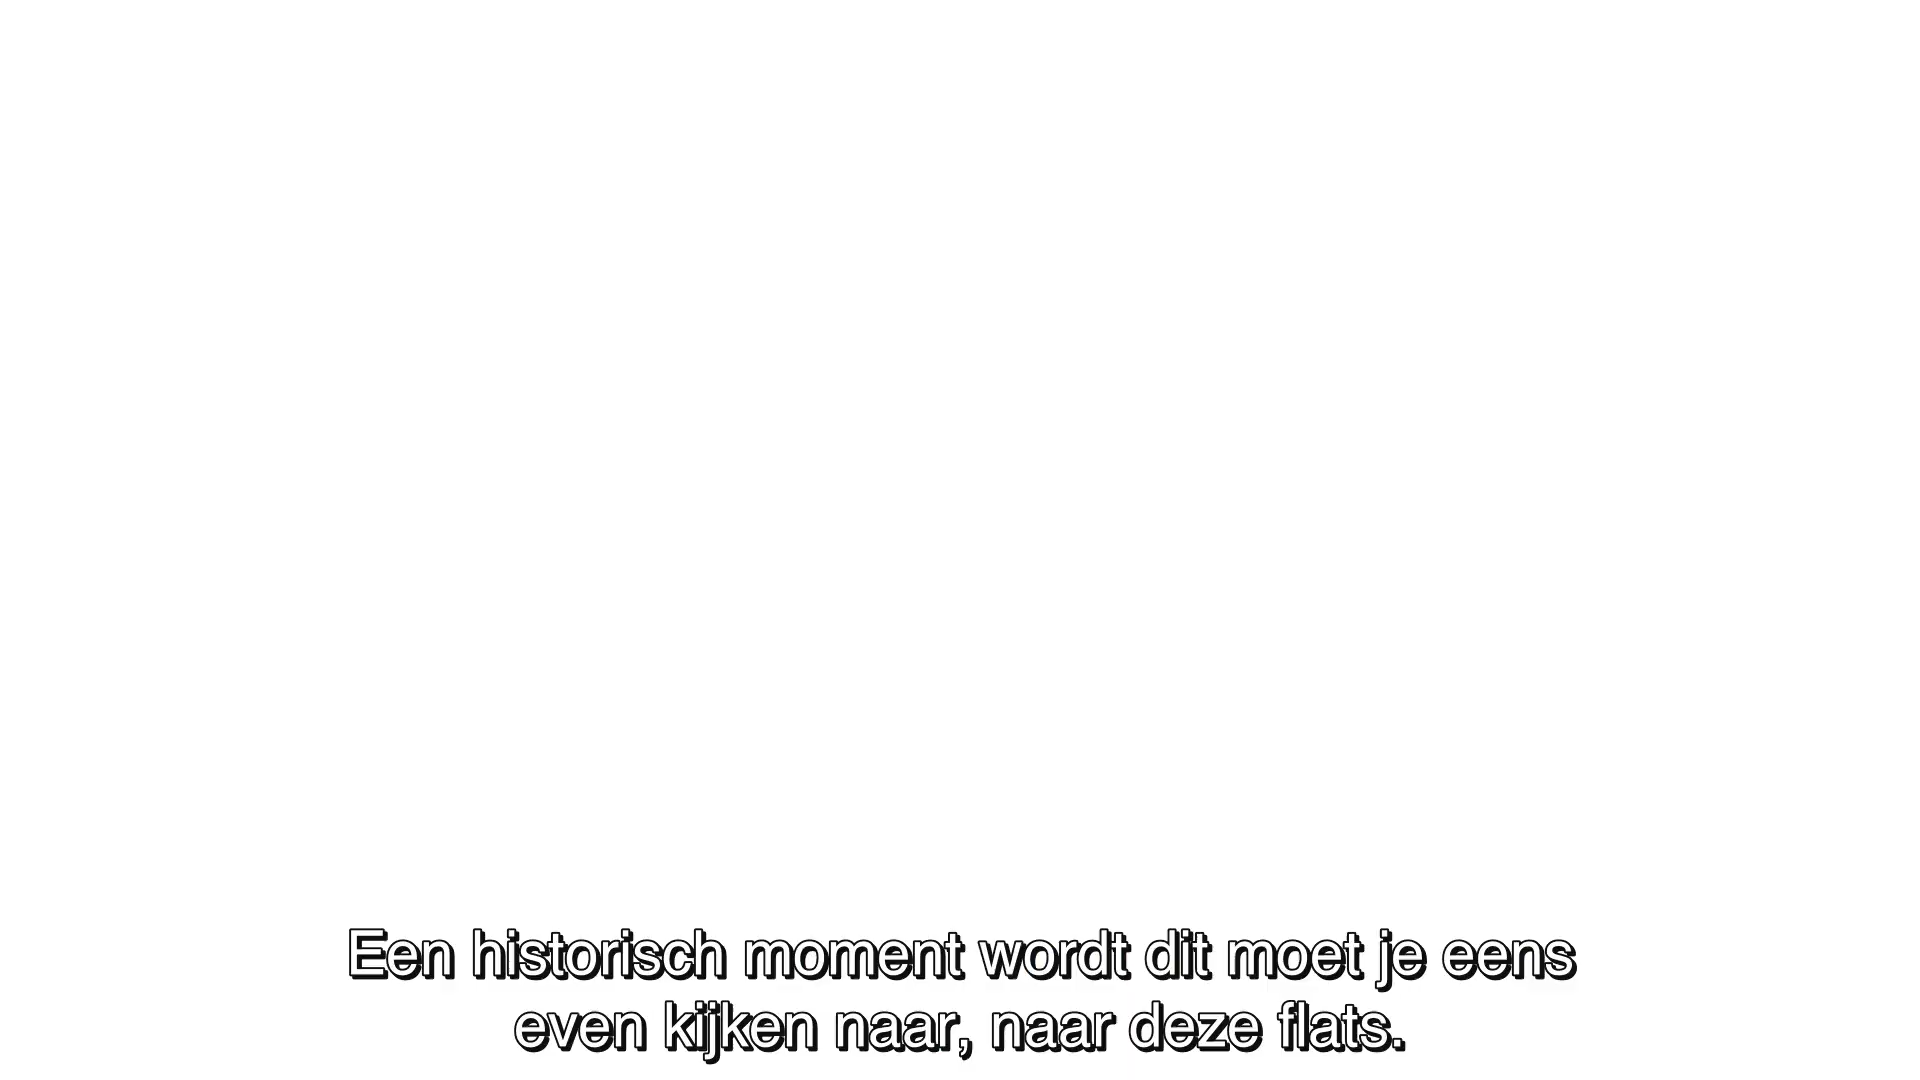 Een historisch moment wordt dit moet je eens
even kijken naar, naar deze flats.